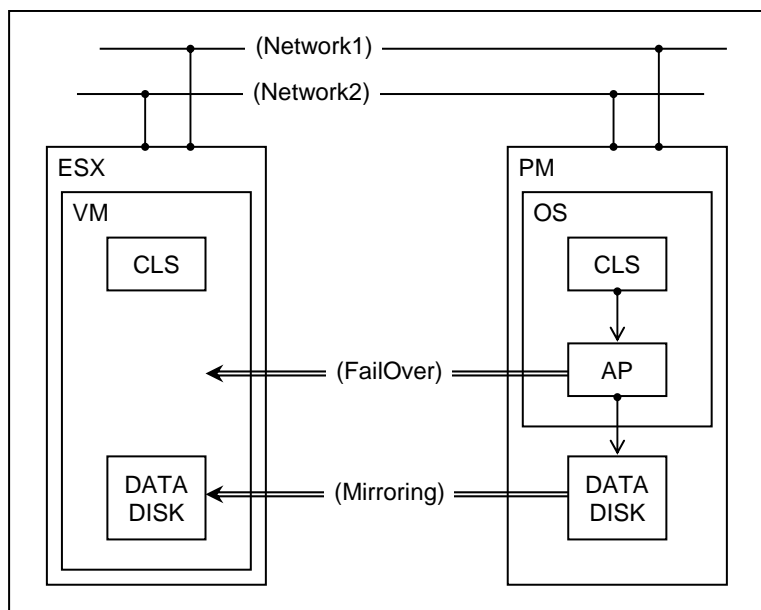 (Network1)
(Network2)
ESX
PM
VM
OS
CLS
CLS
(FailOver)
AP
DATA
DISK
(Mirroring)
DATA
DISK